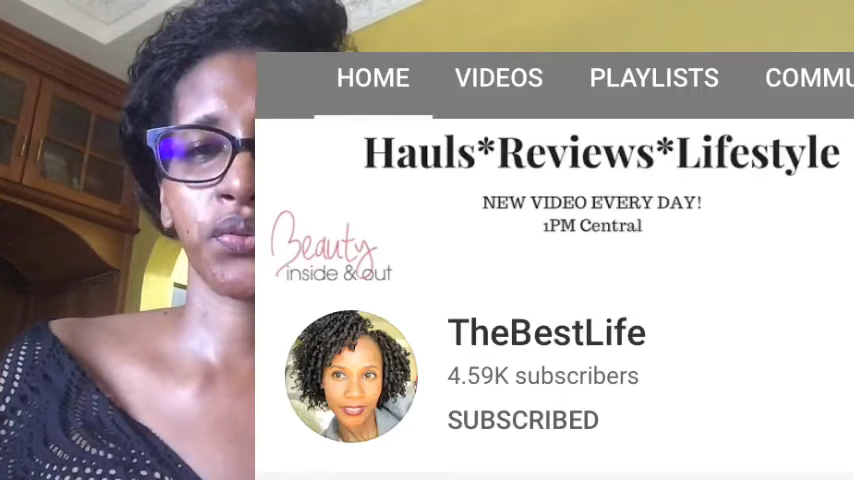 HOME VIDEOS PLAYLISTS COMMU
Hauls*Reviews*Lifestyle
NEW VIDEO EVERY DAY!
1PM Central
Beauty
inside & out
TheBestLife
4.59K subscribers
SUBSCRIBED